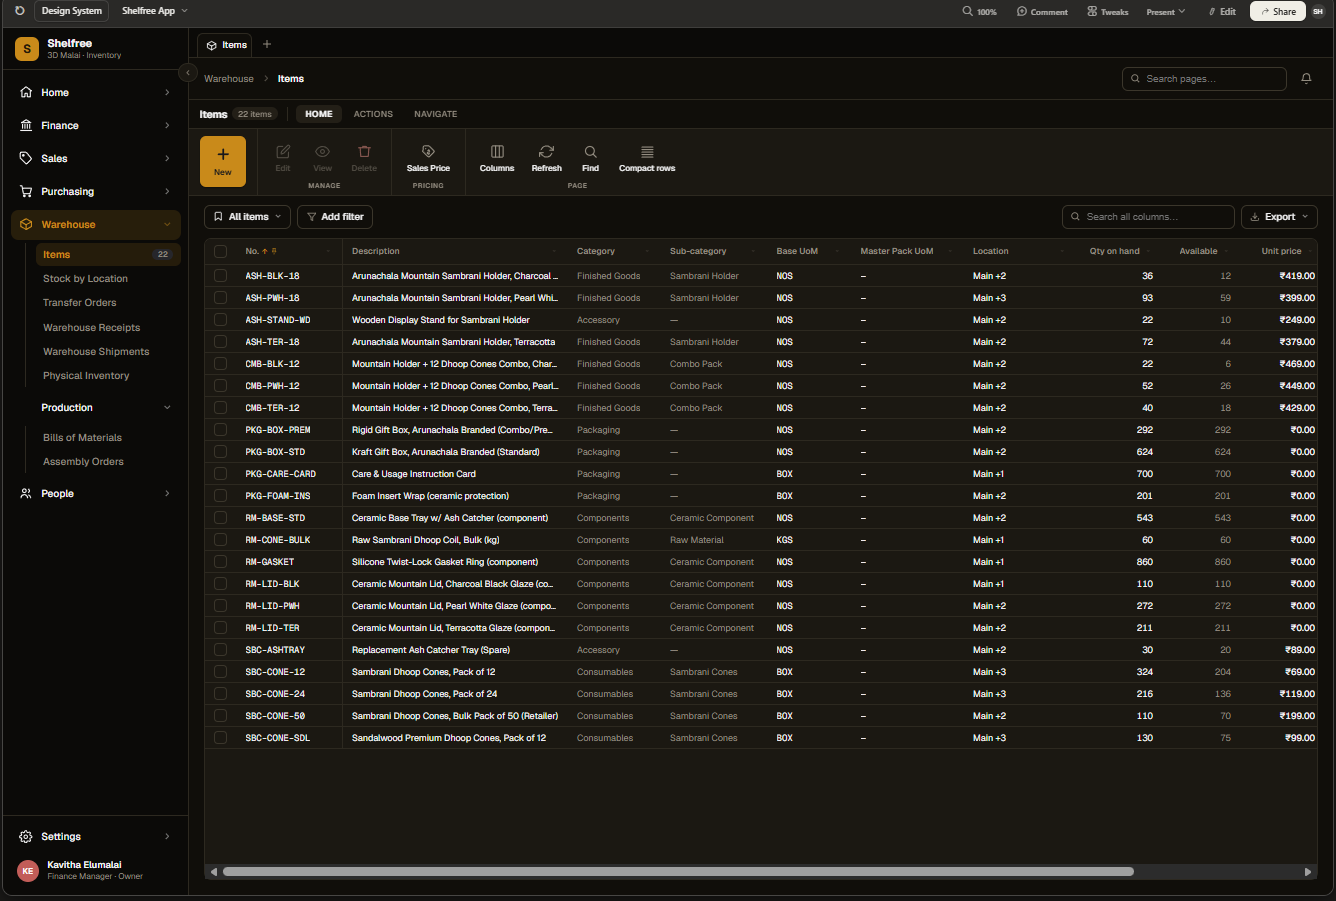 Design System Shelfree App 100% Comment Tweaks Present Edit Share SH
S Shelfree
3D Malai · Inventory
Home
Finance
Sales
Purchasing
Warehouse
Items 22
Stock by Location
Transfer Orders
Warehouse Receipts
Warehouse Shipments
Physical Inventory
Production
Bills of Materials
Assembly Orders
People
Settings
KE Kavitha Elumalai
Finance Manager · Owner
Items +
Warehouse > Items Search pages...
Items 22 items HOME ACTIONS NAVIGATE
New Edit View Delete Sales Price Columns Refresh Find Compact rows
MANAGE PRICING PAGE
All items Add filter Search all columns... Export
No. ↑ Description Category Sub-category Base UoM Master Pack UoM Location Qty on hand Available Unit price
ASH-BLK-18 Arunachala Mountain Sambrani Holder, Charcoal ... Finished Goods Sambrani Holder NOS – Main +2 36 12 ₹419.00
ASH-PWH-18 Arunachala Mountain Sambrani Holder, Pearl Whi... Finished Goods Sambrani Holder NOS – Main +3 93 59 ₹399.00
ASH-STAND-WD Wooden Display Stand for Sambrani Holder Accessory — NOS – Main +2 22 10 ₹249.00
ASH-TER-18 Arunachala Mountain Sambrani Holder, Terracotta Finished Goods Sambrani Holder NOS – Main +2 72 44 ₹379.00
CMB-BLK-12 Mountain Holder + 12 Dhoop Cones Combo, Char... Finished Goods Combo Pack NOS – Main +2 22 6 ₹469.00
CMB-PWH-12 Mountain Holder + 12 Dhoop Cones Combo, Pearl... Finished Goods Combo Pack NOS – Main +2 52 26 ₹449.00
CMB-TER-12 Mountain Holder + 12 Dhoop Cones Combo, Terra... Finished Goods Combo Pack NOS – Main +2 40 18 ₹429.00
PKG-BOX-PREM Rigid Gift Box, Arunachala Branded (Combo/Pre... Packaging — NOS – Main +2 292 292 ₹0.00
PKG-BOX-STD Kraft Gift Box, Arunachala Branded (Standard) Packaging — NOS – Main +2 624 624 ₹0.00
PKG-CARE-CARD Care & Usage Instruction Card Packaging — BOX – Main +1 700 700 ₹0.00
PKG-FOAM-INS Foam Insert Wrap (ceramic protection) Packaging — BOX – Main +2 201 201 ₹0.00
RM-BASE-STD Ceramic Base Tray w/ Ash Catcher (component) Components Ceramic Component NOS – Main +2 543 543 ₹0.00
RM-CONE-BULK Raw Sambrani Dhoop Coil, Bulk (kg) Components Raw Material KGS – Main +1 60 60 ₹0.00
RM-GASKET Silicone Twist-Lock Gasket Ring (component) Components Ceramic Component NOS – Main +1 860 860 ₹0.00
RM-LID-BLK Ceramic Mountain Lid, Charcoal Black Glaze (co... Components Ceramic Component NOS – Main +1 110 110 ₹0.00
RM-LID-PWH Ceramic Mountain Lid, Pearl White Glaze (compo... Components Ceramic Component NOS – Main +2 272 272 ₹0.00
RM-LID-TER Ceramic Mountain Lid, Terracotta Glaze (compon... Components Ceramic Component NOS – Main +2 211 211 ₹0.00
SBC-ASHTRAY Replacement Ash Catcher Tray (Spare) Accessory — NOS – Main +2 30 20 ₹89.00
SBC-CONE-12 Sambrani Dhoop Cones, Pack of 12 Consumables Sambrani Cones BOX – Main +3 324 204 ₹69.00
SBC-CONE-24 Sambrani Dhoop Cones, Pack of 24 Consumables Sambrani Cones BOX – Main +3 216 136 ₹119.00
SBC-CONE-50 Sambrani Dhoop Cones, Bulk Pack of 50 (Retailer) Consumables Sambrani Cones BOX – Main +2 110 70 ₹199.00
SBC-CONE-SDL Sandalwood Premium Dhoop Cones, Pack of 12 Consumables Sambrani Cones BOX – Main +3 130 75 ₹99.00